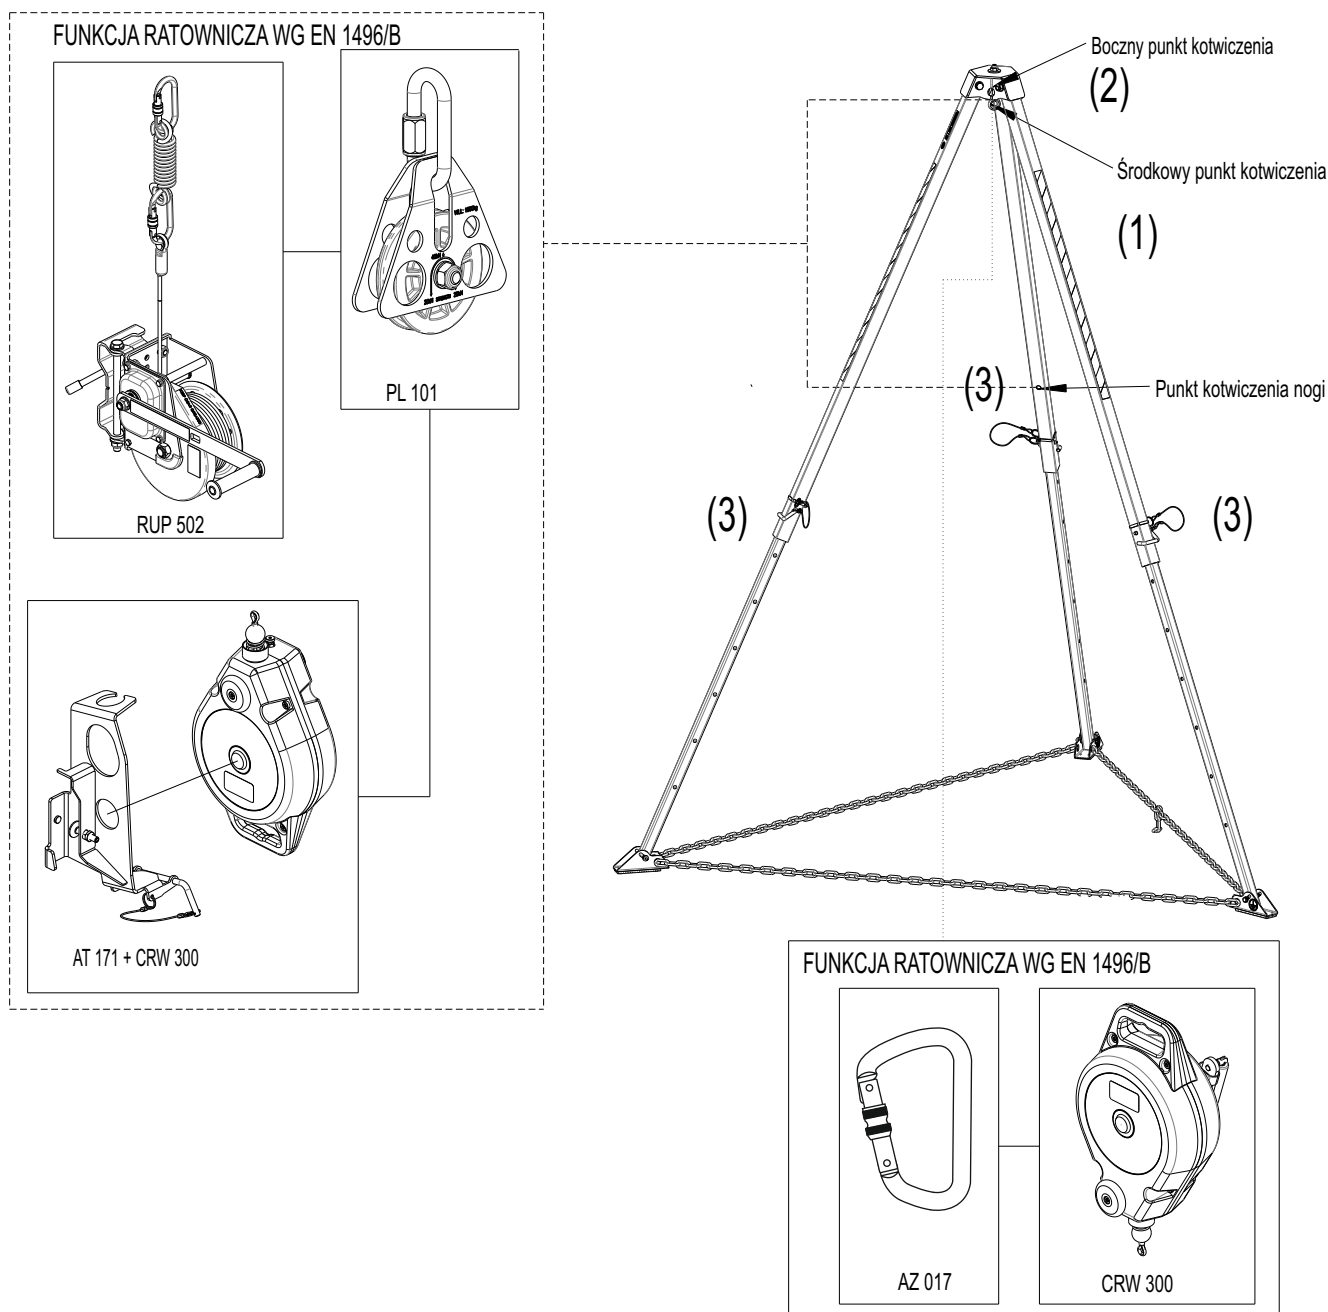 FUNKCJA RATOWNICZA WG EN 1496/B
RUP 502
PL 101
AT 171 + CRW 300
Boczny punkt kotwiczenia
(2)
Środkowy punkt kotwiczenia
(1)
(3)
Punkt kotwiczenia nogi
(3)
(3)
FUNKCJA RATOWNICZA WG EN 1496/B
AZ 017
CRW 300